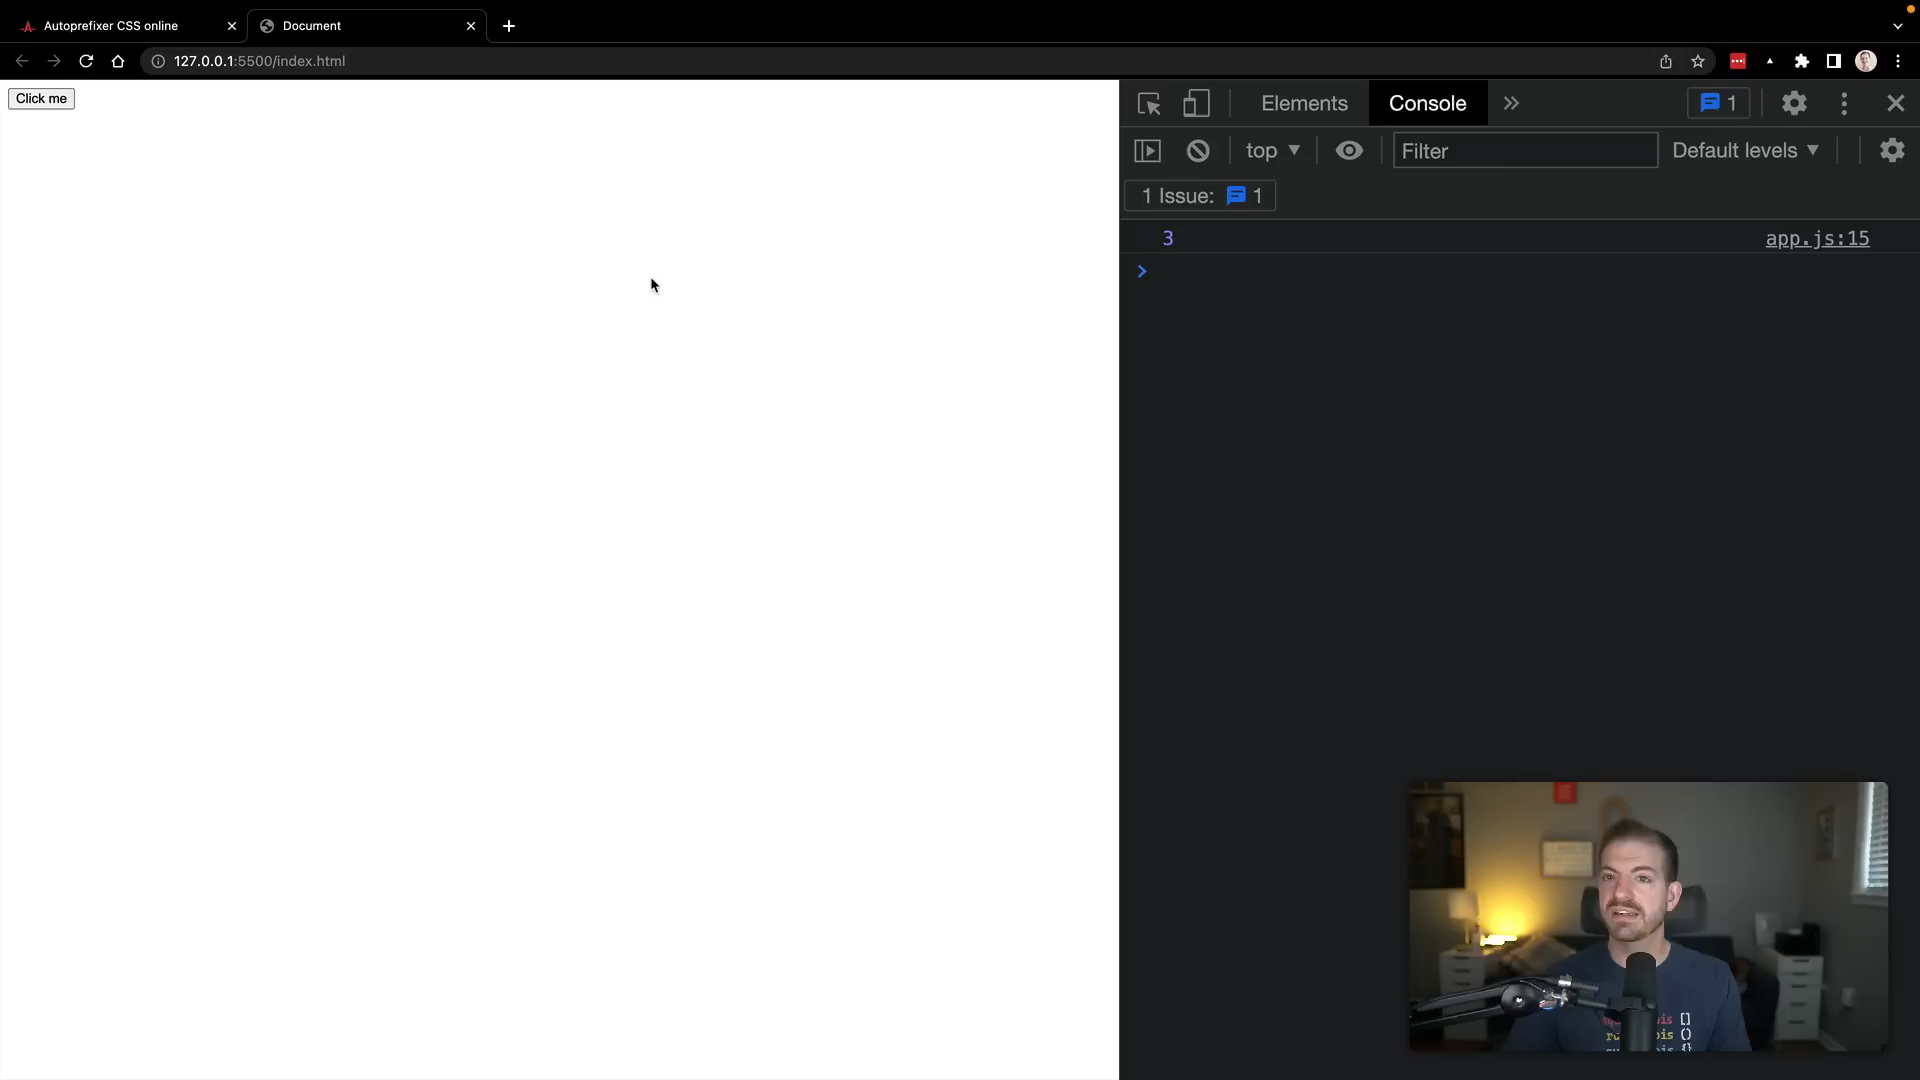 Autoprefixer CSS online
Document
127.0.0.1:5500/index.html
Click me
Elements
Console
1
top
Filter
Default levels
1 Issue: 1
3
app.js:15
[]
()